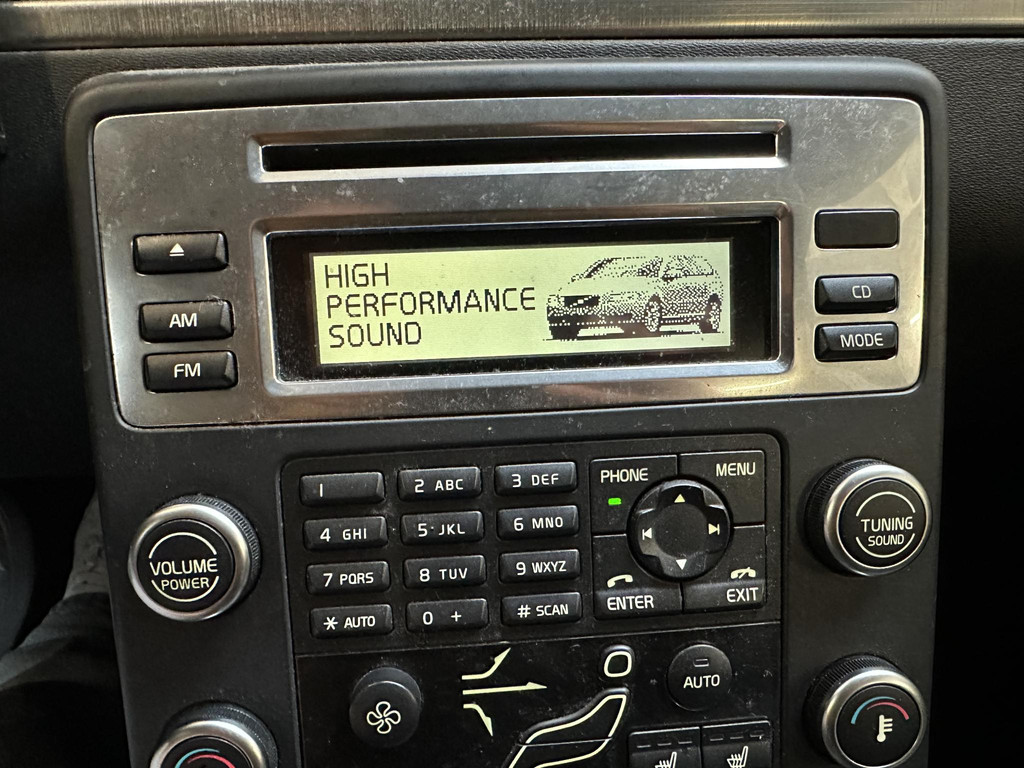 HIGH
PERFORMANCE
SOUND
AM
FM
CD
MODE
1
2 ABC
3 DEF
4 GHI
5 JKL
6 MNO
7 PQRS
8 TUV
9 WXYZ
* AUTO
0 +
# SCAN
PHONE
MENU
ENTER
EXIT
VOLUME
POWER
TUNING
SOUND
AUTO